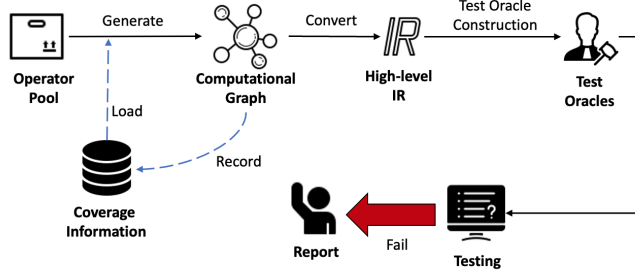 Generate
Convert
Test Oracle
Construction
IR
Operator
Pool
Computational
Graph
High-level
IR
Test
Oracles
Load
Record
Coverage
Information
?
Report
Fail
Testing